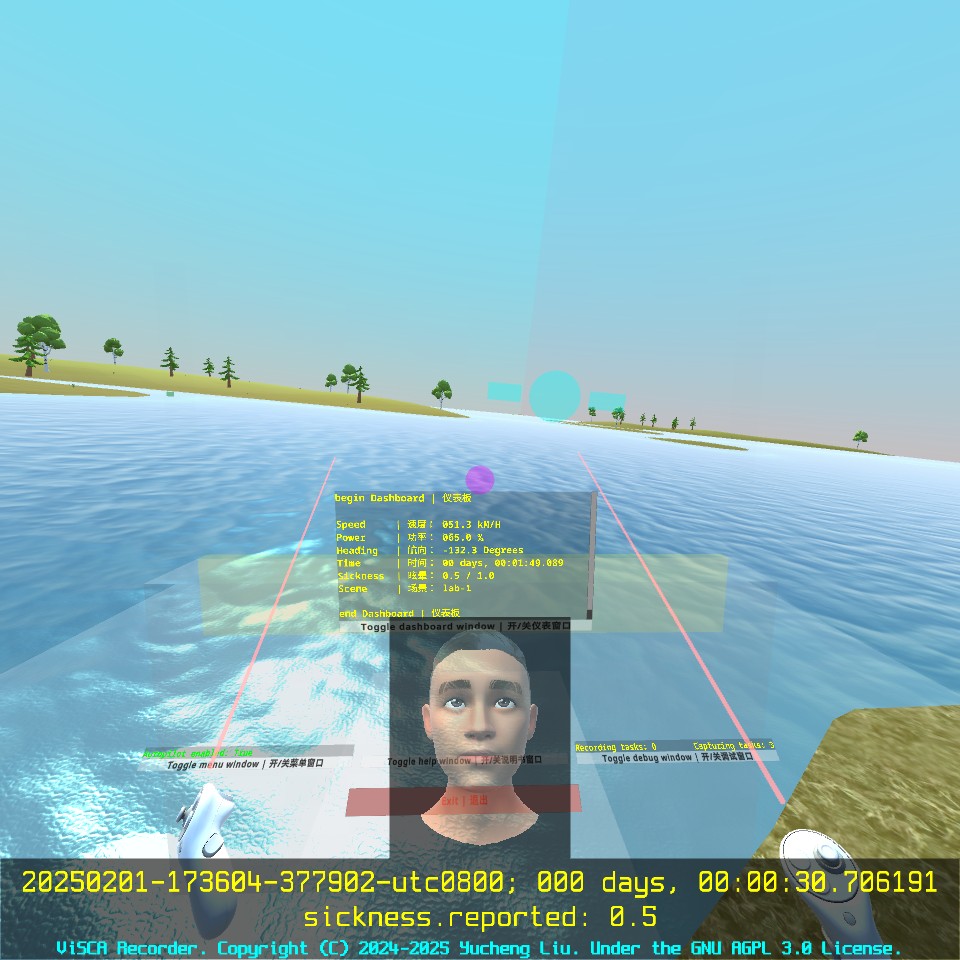 begin Dashboard | 仪表板
Speed | 速度： 051.3 kM/H
Power | 功率： 065.0 %
Heading | 航向： -132.3 Degrees
Time | 时间： 00 days, 00:01:49.089
Sickness | 眩晕： 0.5 / 1.0
Scene | 场景： lab-1
end Dashboard | 仪表板
Toggle dashboard window | 开/关仪表窗口
Autopilot enabled: True
Toggle menu window | 开/关菜单窗口
Toggle help window | 开/关说明书窗口
Recording tasks: 0 Capturing tasks: 3
Toggle debug window | 开/关调试窗口
Exit | 退出
20250201-173604-377902-utc0800; 000 days, 00:00:30.706191
sickness.reported: 0.5
ViSCA Recorder. Copyright (C) 2024-2025 Yucheng Liu. Under the GNU AGPL 3.0 License.